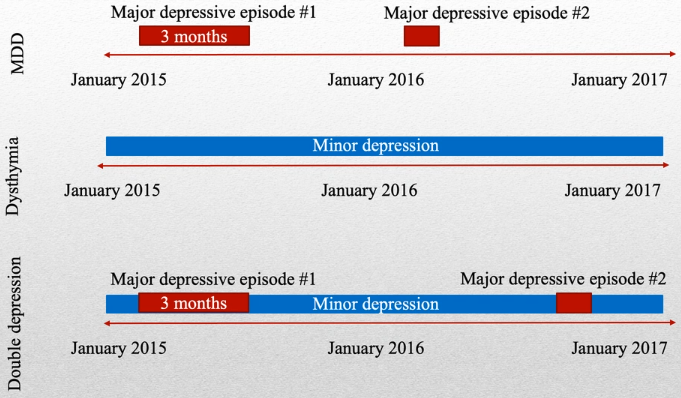 Major depressive episode #1 Major depressive episode #2
MDD
3 months
January 2015 January 2016 January 2017
Dysthymia
Minor depression
January 2015 January 2016 January 2017
Double depression
Major depressive episode #1 Major depressive episode #2
3 months Minor depression
January 2015 January 2016 January 2017